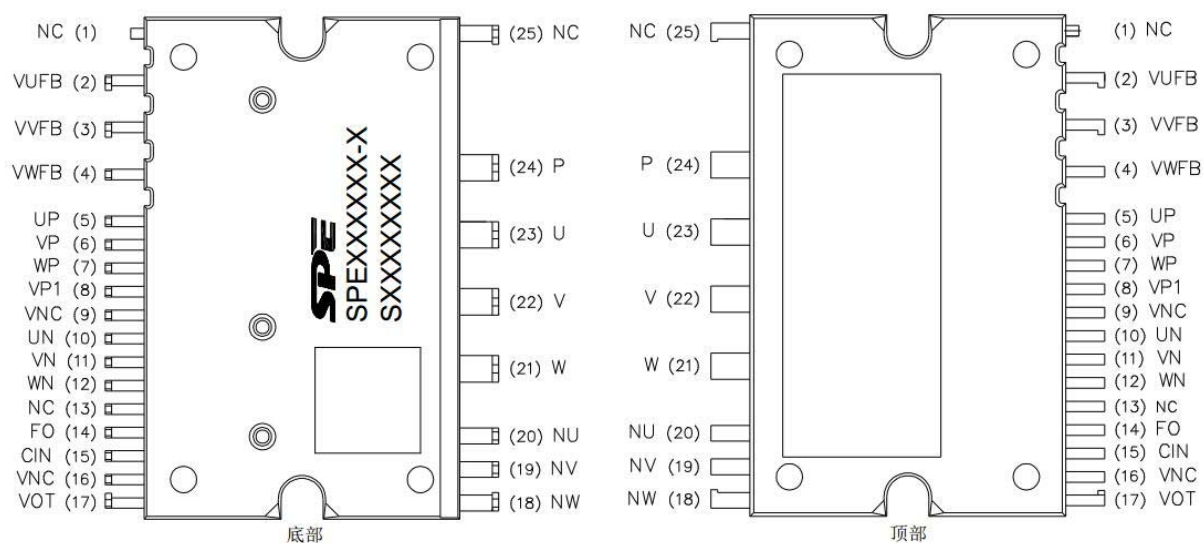 NC (1)
VUFB (2)
VVFB (3)
VWFB (4)
UP (5)
VP (6)
WP (7)
VP1 (8)
VNC (9)
UN (10)
VN (11)
WN (12)
NC (13)
FO (14)
CIN (15)
VNC (16)
VOT (17)
SPE
SPEXXXXXX-X
SXXXXXXXX
(25) NC
(24) P
(23) U
(22) V
(21) W
(20) NU
(19) NV
(18) NW
底部
NC (25)
P (24)
U (23)
V (22)
W (21)
NU (20)
NV (19)
NW (18)
(1) NC
(2) VUFB
(3) VVFB
(4) VWFB
(5) UP
(6) VP
(7) WP
(8) VP1
(9) VNC
(10) UN
(11) VN
(12) WN
(13) NC
(14) FO
(15) CIN
(16) VNC
(17) VOT
顶部